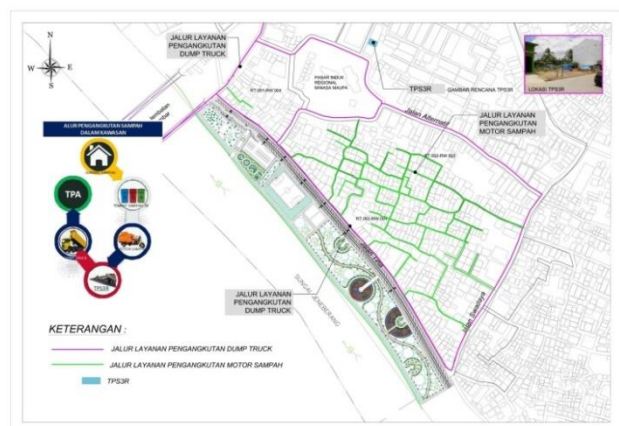 N
W
E
S
JALUR LAYANAN
PENGANGKUTAN
DUMP TRUCK
PASAR INDUK
REGIONAL
MINASA MAUPA
TPS3R
GAMBAR RENCANA TPS3R
LOKASI TPS3R
Jalan Alternatif
JALUR LAYANAN
PENGANGKUTAN
MOTOR SAMPAH
ALUR PENGANGKUTAN SAMPAH
DALAM KAWASAN
TPA
TPS3R
JALUR LAYANAN
PENGANGKUTAN
DUMP TRUCK
SUNGAI JENEBERANG
KETERANGAN :
JALUR LAYANAN PENGANGKUTAN DUMP TRUCK
JALUR LAYANAN PENGANGKUTAN MOTOR SAMPAH
TPS3R